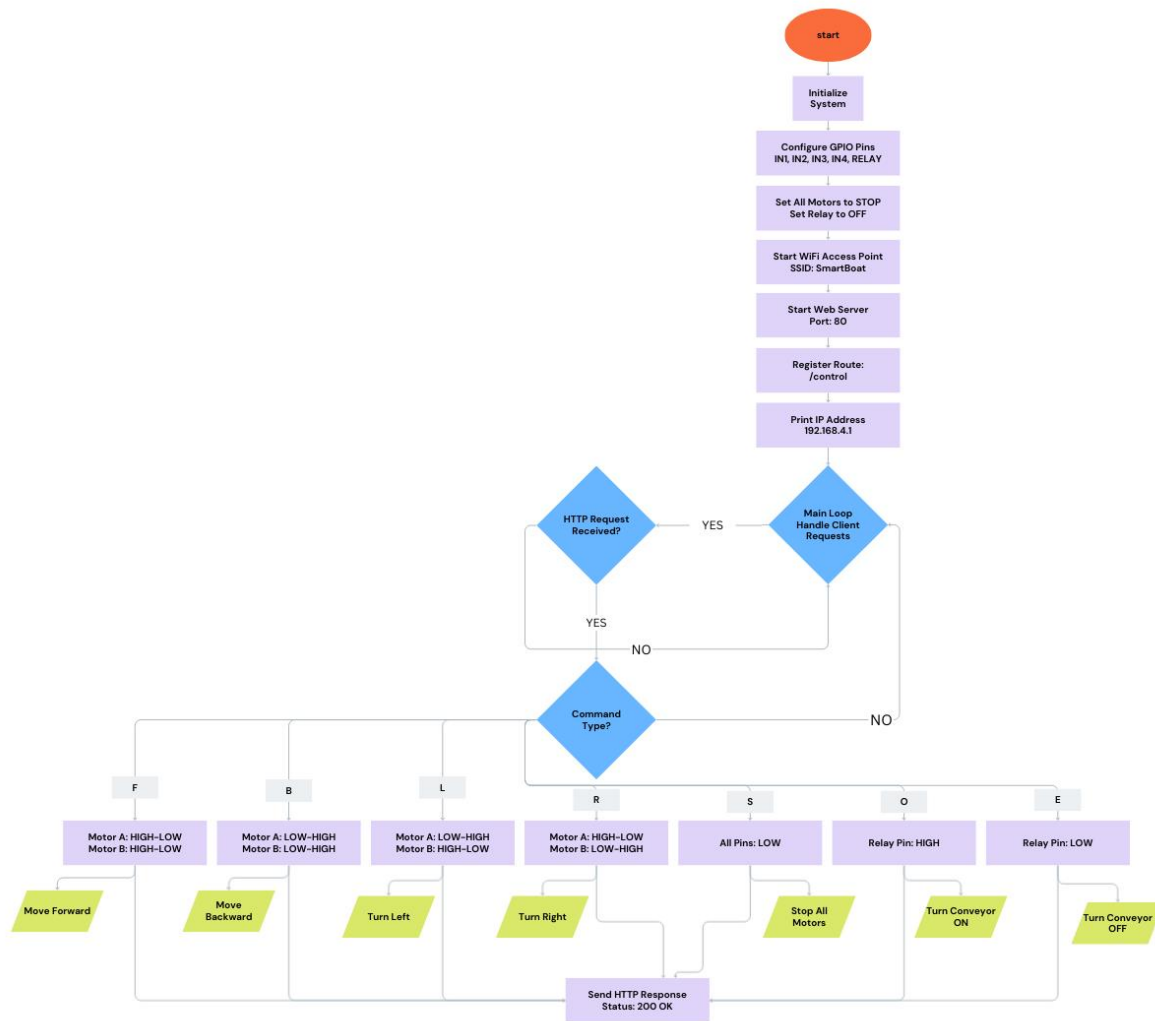 start
Initialize
System
Configure GPIO Pins
IN1, IN2, IN3, IN4, RELAY
Set All Motors to STOP
Set Relay to OFF
Start WiFi Access Point
SSID: SmartBoat
Start Web Server
Port: 80
Register Route:
/control
Print IP Address
192.168.4.1
Main Loop
Handle Client
Requests
YES
HTTP Request
Received?
YES
NO
Command
Type?
NO
F
B
L
R
S
O
E
Motor A: HIGH-LOW
Motor B: HIGH-LOW
Motor A: LOW-HIGH
Motor B: LOW-HIGH
Motor A: LOW-HIGH
Motor B: HIGH-LOW
Motor A: HIGH-LOW
Motor B: LOW-HIGH
All Pins: LOW
Relay Pin: HIGH
Relay Pin: LOW
Move Forward
Move
Backward
Turn Left
Turn Right
Stop All
Motors
Turn Conveyor
ON
Turn Conveyor
OFF
Send HTTP Response
Status: 200 OK